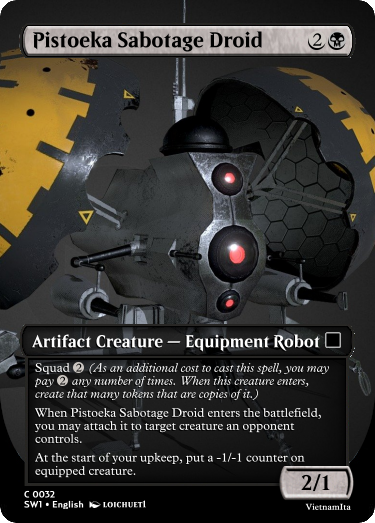 Pistoeka Sabotage Droid 2
Artifact Creature — Equipment Robot
Squad 2 (As an additional cost to cast this spell, you may
pay 2 any number of times. When this creature enters,
create that many tokens that are copies of it.)
When Pistoeka Sabotage Droid enters the battlefield,
you may attach it to target creature an opponent
controls.
At the start of your upkeep, put a -1/-1 counter on
equipped creature.
2/1
C 0032
SW1 • English LOICHUETI
VietnamIta